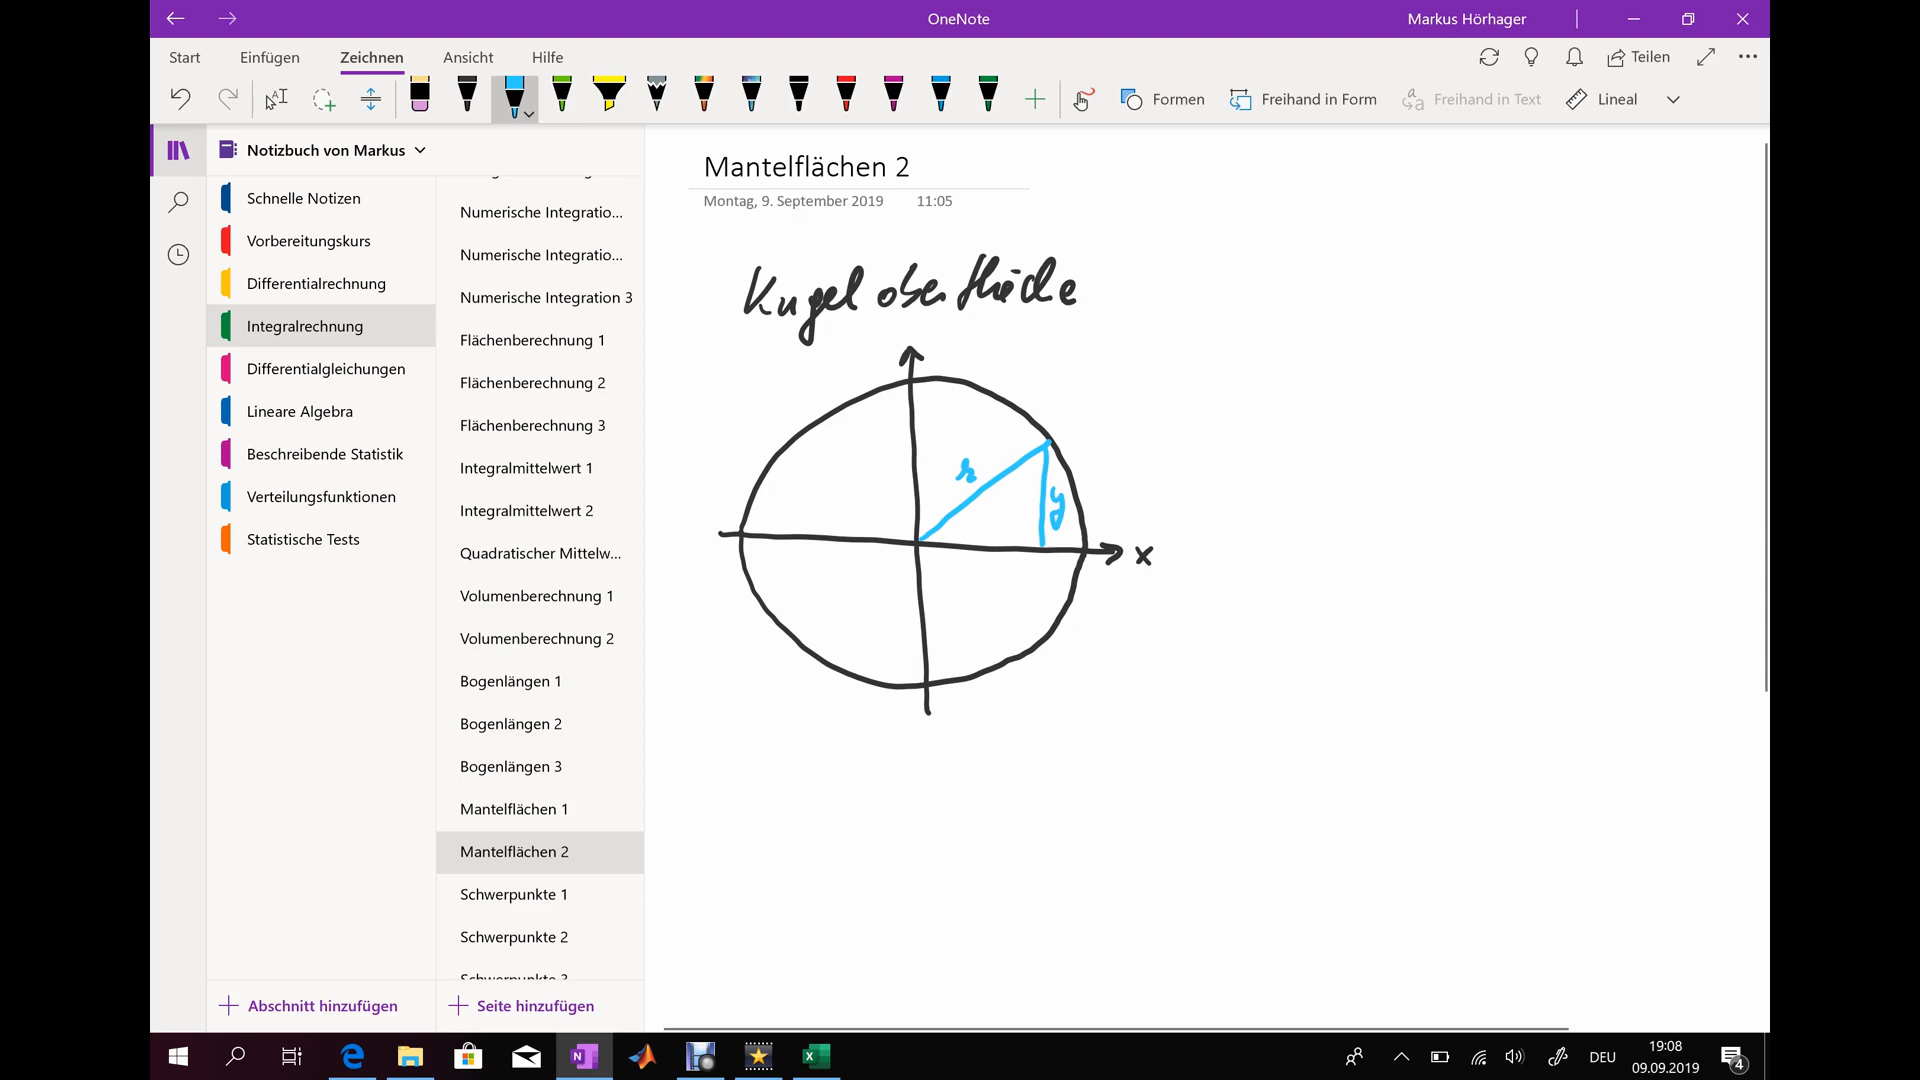 OneNote
Markus Hörhager
Start Einfügen Zeichnen Ansicht Hilfe
Teilen
Formen Freihand in Form Freihand in Text Lineal
Notizbuch von Markus
Schnelle Notizen
Vorbereitungskurs
Differentialrechnung
Integralrechnung
Differentialgleichungen
Lineare Algebra
Beschreibende Statistik
Verteilungsfunktionen
Statistische Tests
Abschnitt hinzufügen
Numerische Integratio...
Numerische Integratio...
Numerische Integration 3
Flächenberechnung 1
Flächenberechnung 2
Flächenberechnung 3
Integralmittelwert 1
Integralmittelwert 2
Quadratischer Mittelw...
Volumenberechnung 1
Volumenberechnung 2
Bogenlängen 1
Bogenlängen 2
Bogenlängen 3
Mantelflächen 1
Mantelflächen 2
Schwerpunkte 1
Schwerpunkte 2
Schwerpunkte 3
Seite hinzufügen
Mantelflächen 2
Montag, 9. September 2019 11:05
Kugeloberfläche
r
y
x
DEU
19:08
09.09.2019
4